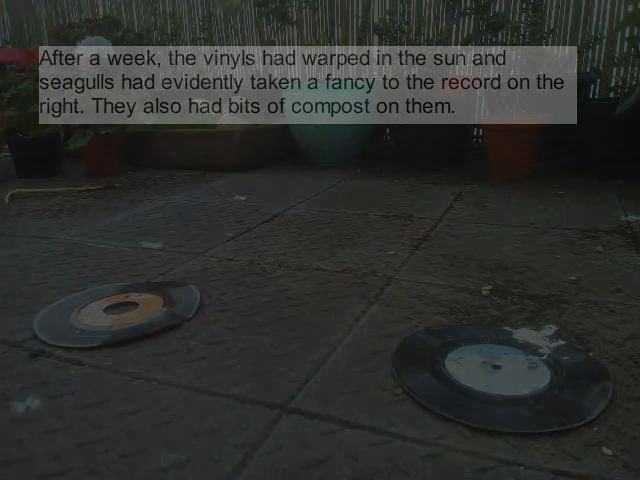 After a week, the vinyls had warped in the sun and
seagulls had evidently taken a fancy to the record on the
right. They also had bits of compost on them.